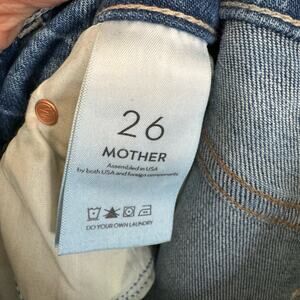 26
MOTHER
Assembled in USA
by both USA and foreign components
DO YOUR OWN LAUNDRY